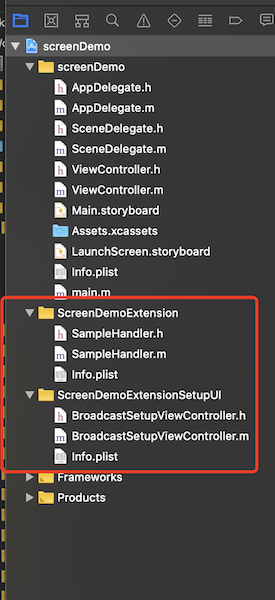 screenDemo
screenDemo
h AppDelegate.h
m AppDelegate.m
h SceneDelegate.h
m SceneDelegate.m
h ViewController.h
m ViewController.m
Main.storyboard
Assets.xcassets
LaunchScreen.storyboard
Info.plist
m main.m
ScreenDemoExtension
h SampleHandler.h
m SampleHandler.m
Info.plist
ScreenDemoExtensionSetupUI
h BroadcastSetupViewController.h
m BroadcastSetupViewController.m
Info.plist
Frameworks
Products